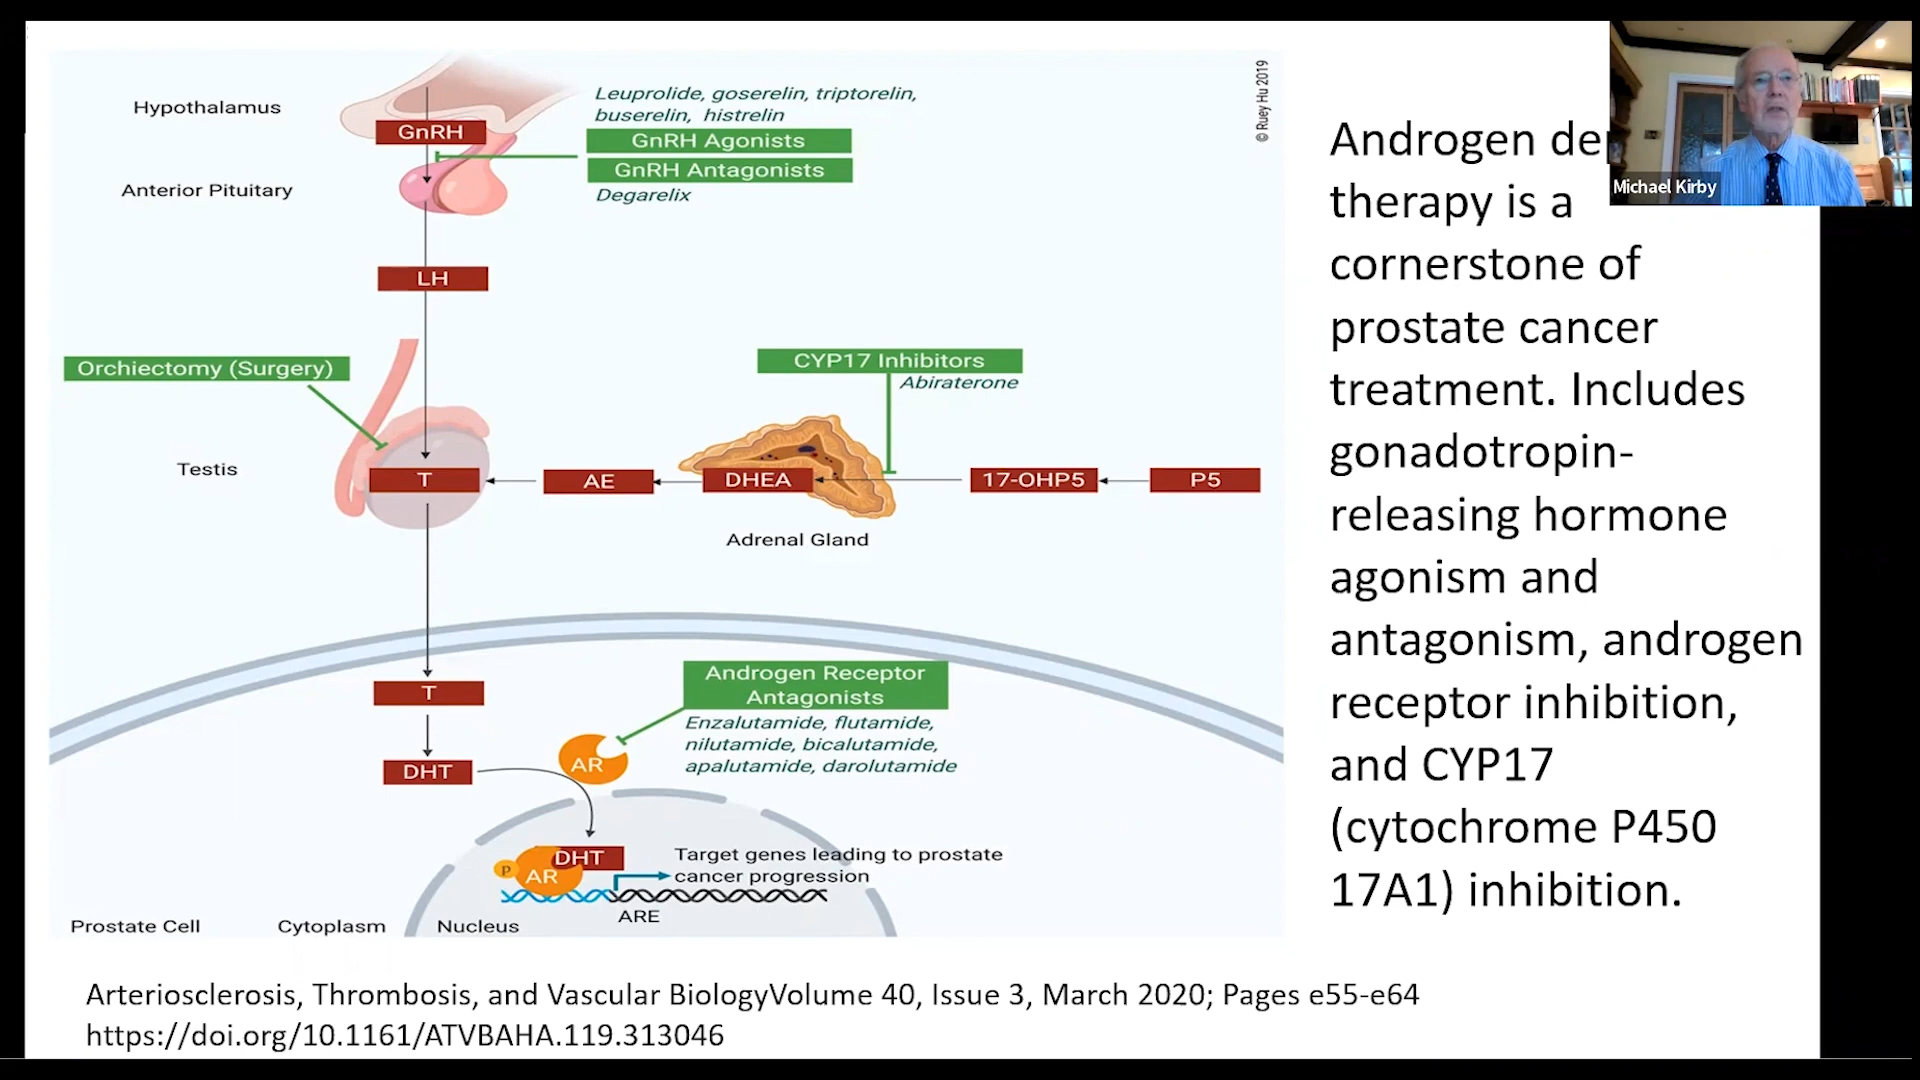 Hypothalamus
GnRH
Leuprolide, goserelin, triptorelin,
buserelin, histrelin
GnRH Agonists
GnRH Antagonists
Degarelix
Anterior Pituitary
LH
Orchiectomy (Surgery)
CYP17 Inhibitors
Abiraterone
Testis
T
AE
DHEA
17-OHP5
P5
Adrenal Gland
T
Androgen Receptor
Antagonists
Enzalutamide, flutamide,
nilutamide, bicalutamide,
apalutamide, darolutamide
DHT
AR
DHT
P
AR
Target genes leading to prostate
cancer progression
ARE
Prostate Cell
Cytoplasm
Nucleus
© Ruey Hu 2019
Androgen de
therapy is a
cornerstone of
prostate cancer
treatment. Includes
gonadotropin-
releasing hormone
agonism and
antagonism, androgen
receptor inhibition,
and CYP17
(cytochrome P450
17A1) inhibition.
Michael Kirby
Arteriosclerosis, Thrombosis, and Vascular BiologyVolume 40, Issue 3, March 2020; Pages e55-e64
https://doi.org/10.1161/ATVBAHA.119.313046